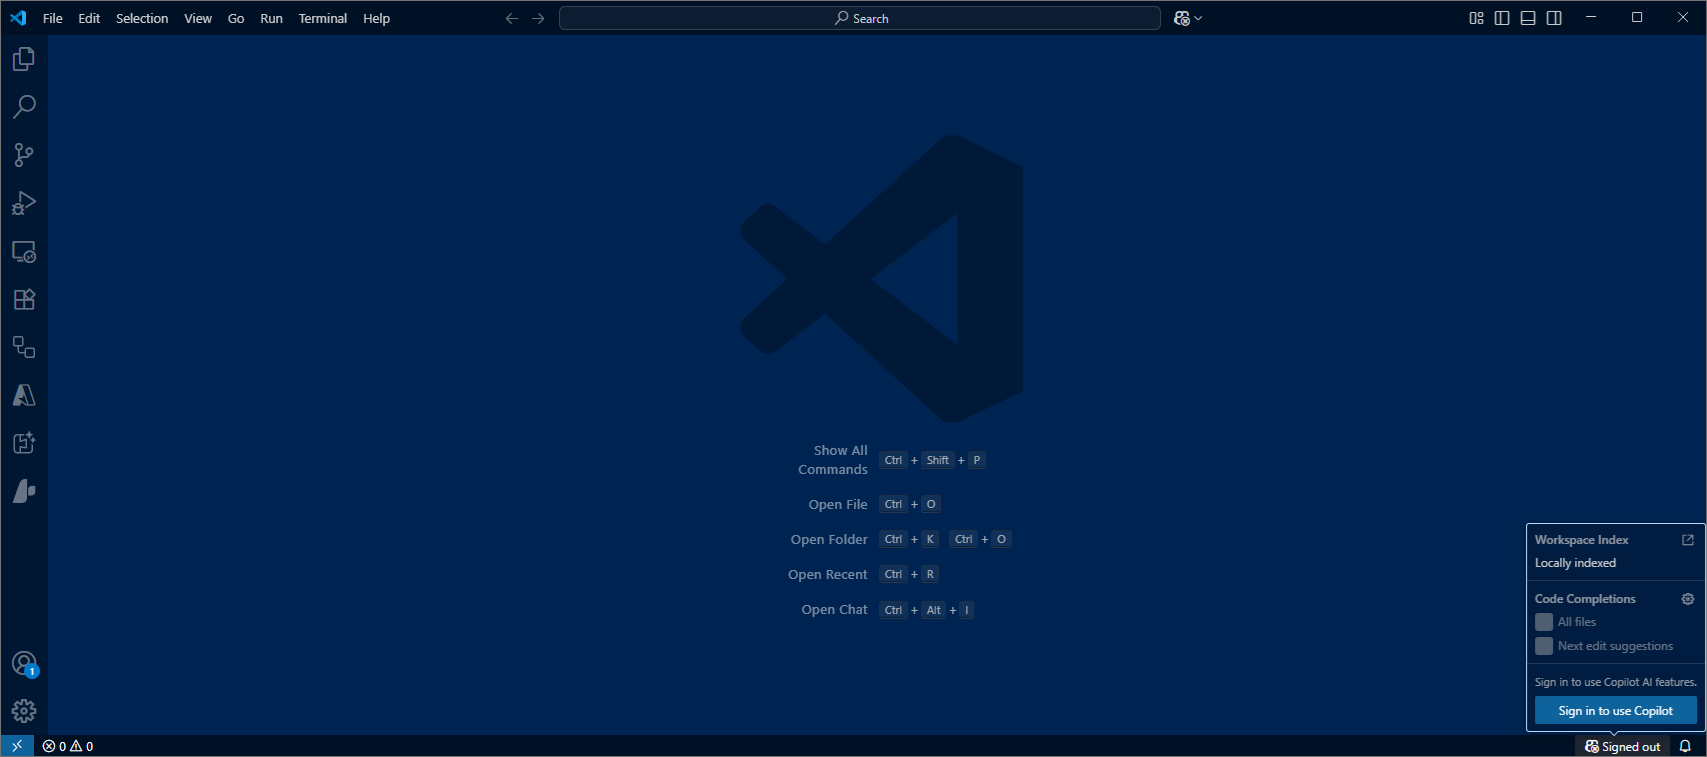 File Edit Selection View Go Run Terminal Help
Search
Show All
Commands
Ctrl + Shift + P
Open File Ctrl + O
Open Folder Ctrl + K Ctrl + O
Open Recent Ctrl + R
Open Chat Ctrl + Alt + I
Workspace Index
Locally indexed
Code Completions
All files
Next edit suggestions
Sign in to use Copilot AI features.
Sign in to use Copilot
1
0 0
Signed out